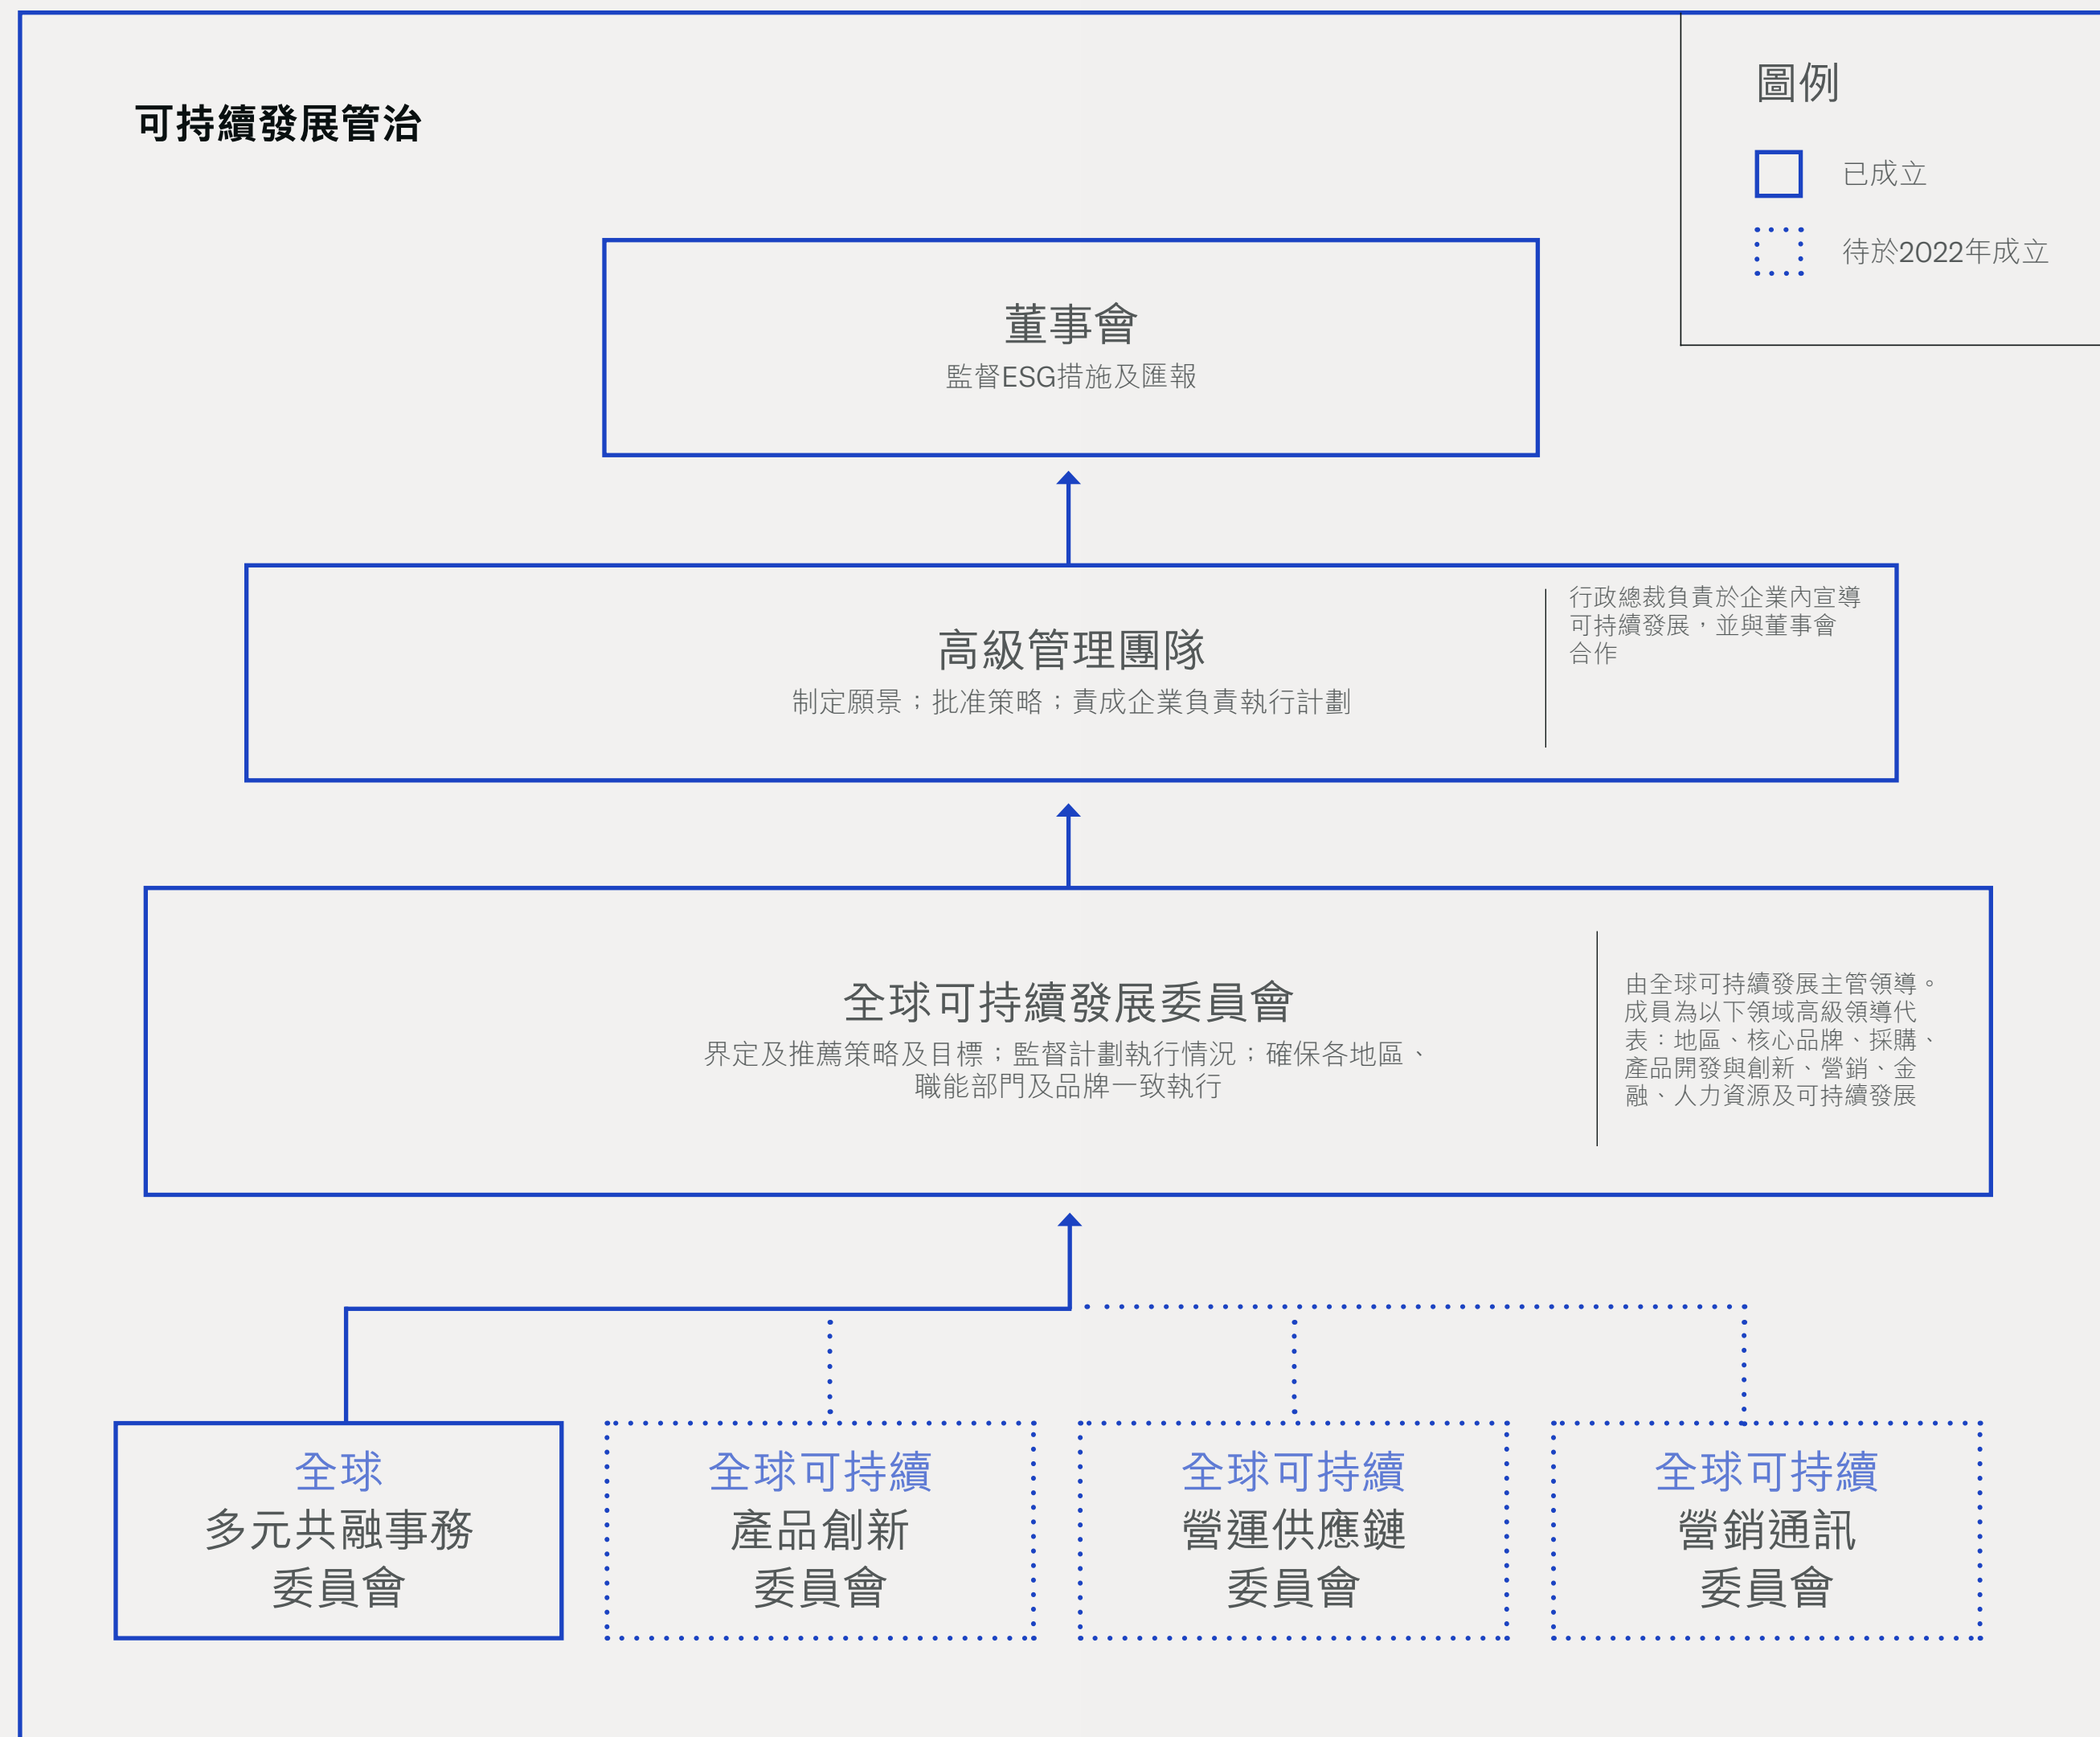 可持續發展管治
圖例
已成立
待於2022年成立
董事會
監督ESG措施及匯報
高級管理團隊
制定願景；批准策略；責成企業負責執行計劃
行政總裁負責於企業內宣導
可持續發展，並與董事會
合作
全球可持續發展委員會
界定及推薦策略及目標；監督計劃執行情況；確保各地區、
職能部門及品牌一致執行
由全球可持續發展主管領導。
成員為以下領域高級領導代
表：地區、核心品牌、採購、
產品開發與創新、營銷、金
融、人力資源及可持續發展
全球
多元共融事務
委員會
全球可持續
產品創新
委員會
全球可持續
營運供應鏈
委員會
全球可持續
營銷通訊
委員會